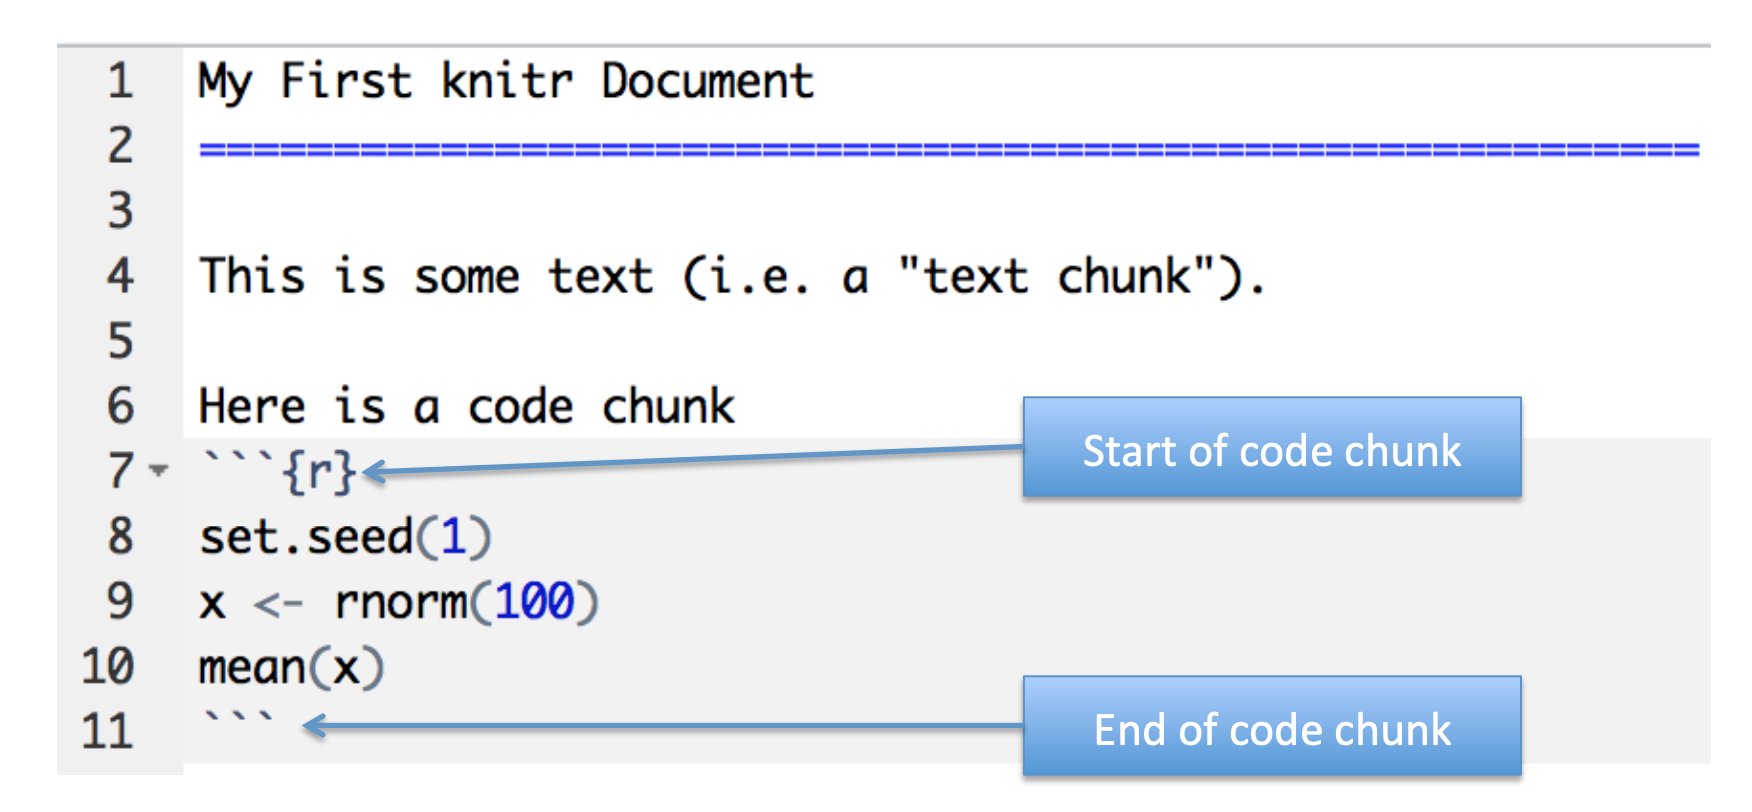 1 My First knitr Document
2 ========================================================
3
4 This is some text (i.e. a "text chunk").
5
6 Here is a code chunk
Start of code chunk
7 ```{r}
8 set.seed(1)
9 x <- rnorm(100)
10 mean(x)
End of code chunk
11 ```